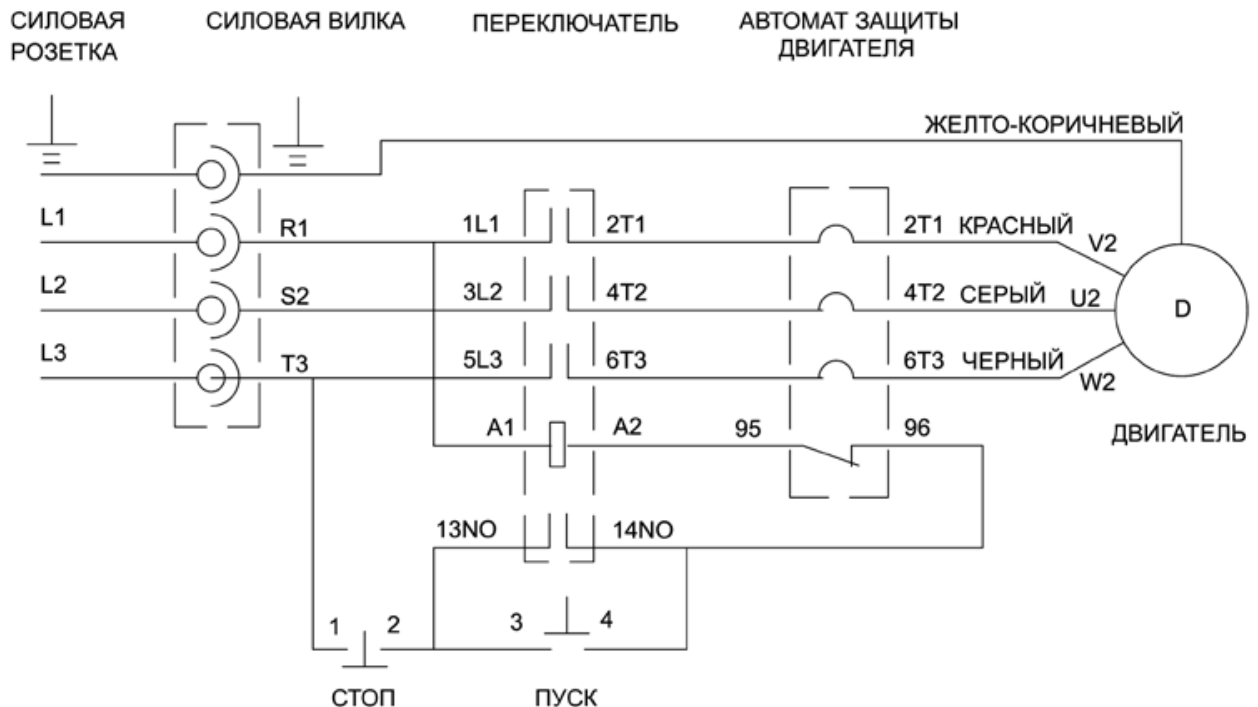 СИЛОВАЯ
РОЗЕТКА
СИЛОВАЯ ВИЛКА
ПЕРЕКЛЮЧАТЕЛЬ
АВТОМАТ ЗАЩИТЫ
ДВИГАТЕЛЯ
ЖЕЛТО-КОРИЧНЕВЫЙ
L1 R1 1L1 2T1 2T1 КРАСНЫЙ V2
L2 S2 3L2 4T2 4T2 СЕРЫЙ U2 D
L3 T3 5L3 6T3 6T3 ЧЕРНЫЙ W2
A1 A2 95 96
ДВИГАТЕЛЬ
13NO 14NO
1 2 3 4
СТОП ПУСК